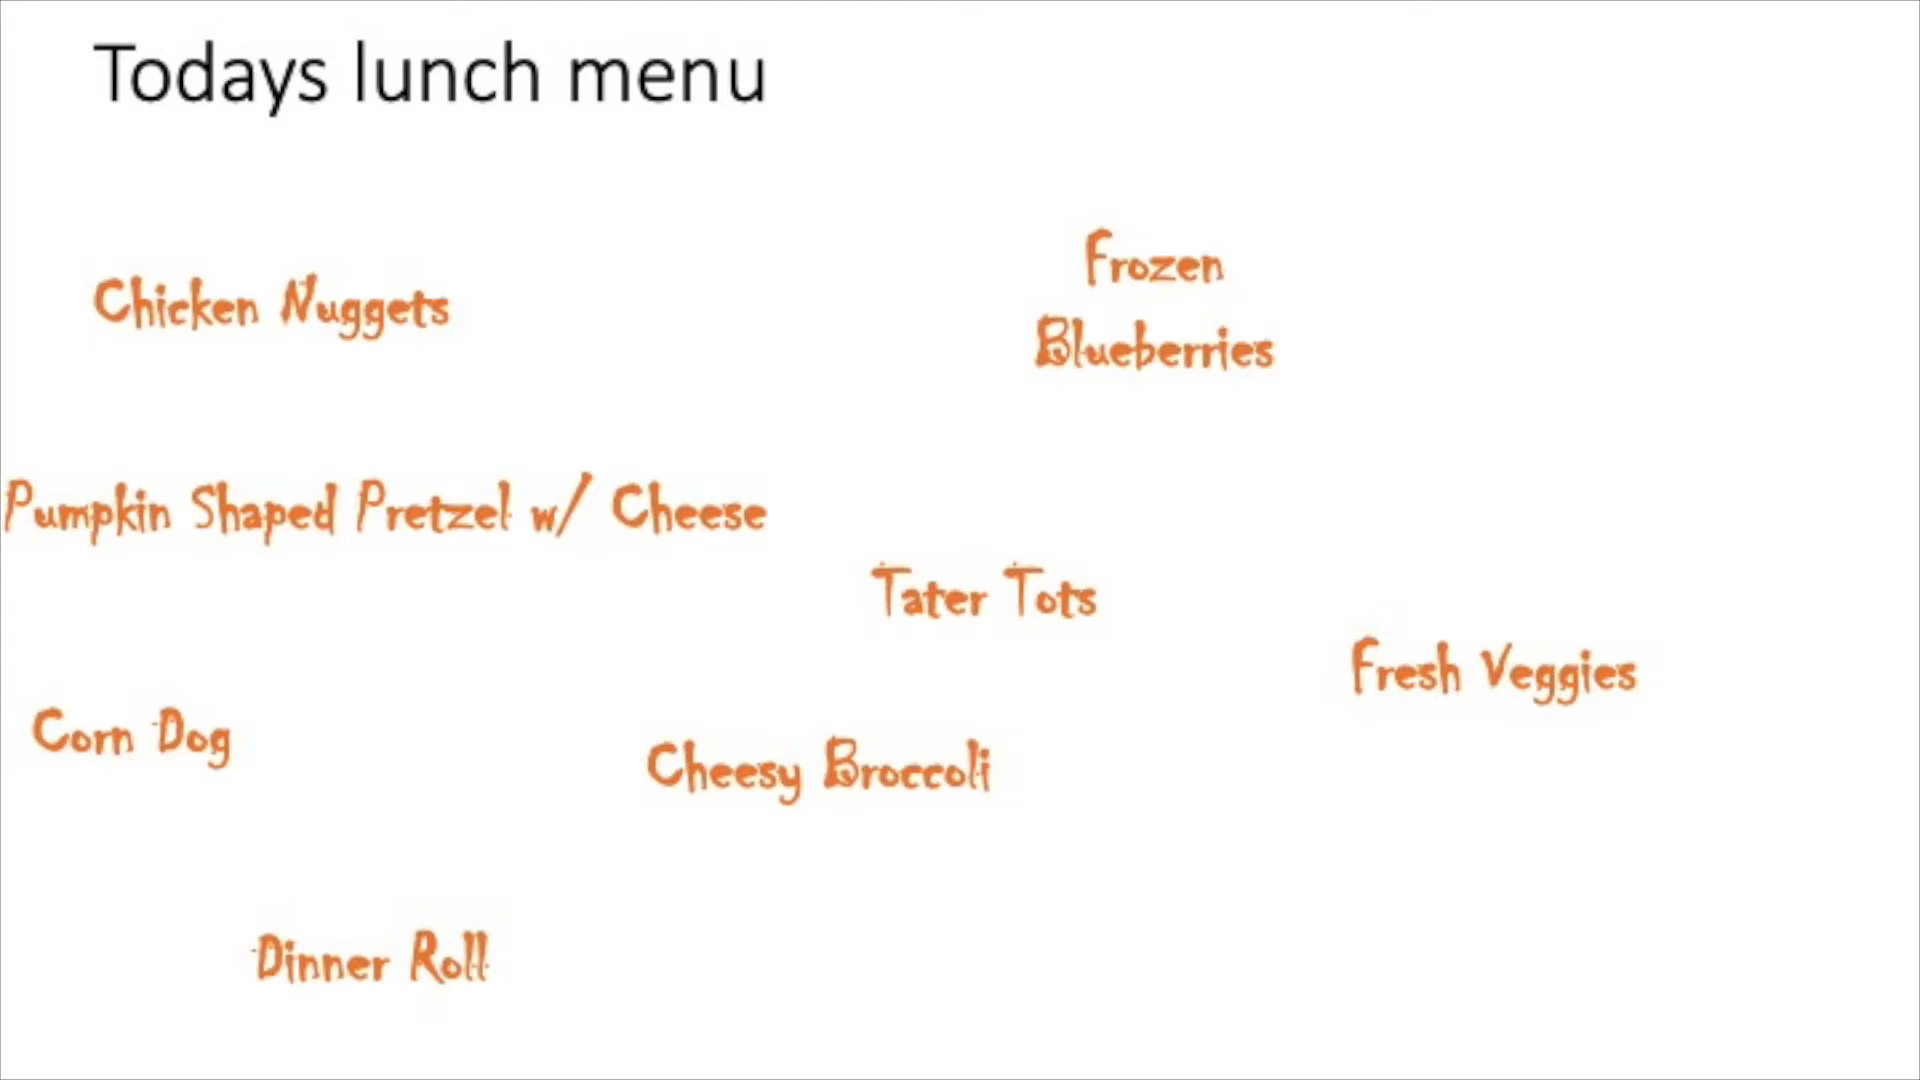 Todays lunch menu
Frozen
Blueberries
Chicken Nuggets
Pumpkin Shaped Pretzel w/ Cheese
Tater Tots
Fresh Veggies
Corn Dog
Cheesy Broccoli
Dinner Roll